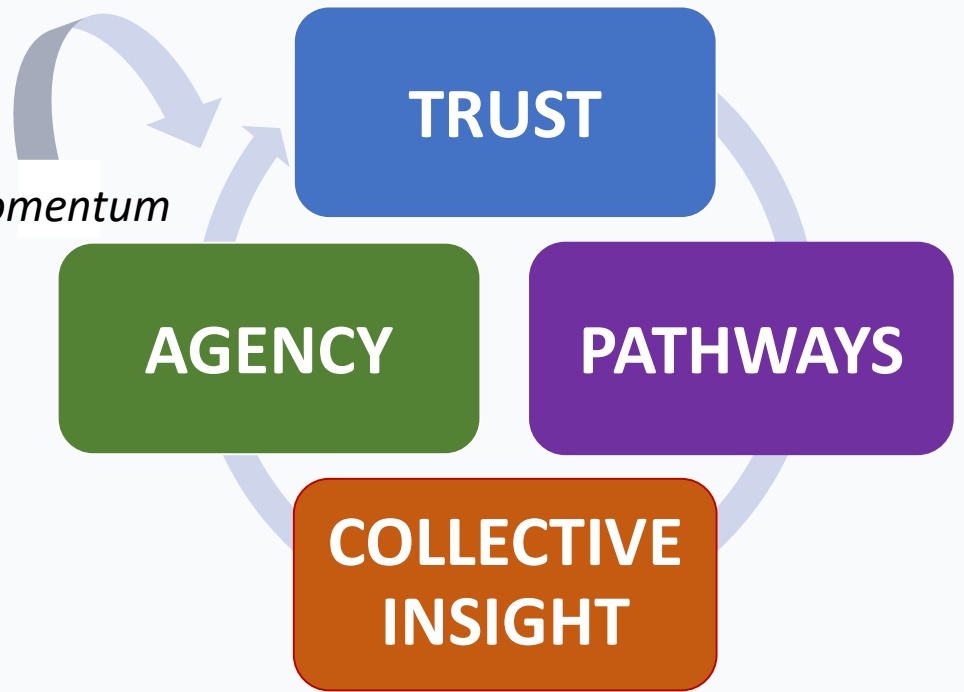 TRUST
omentum
AGENCY
PATHWAYS
COLLECTIVE
INSIGHT